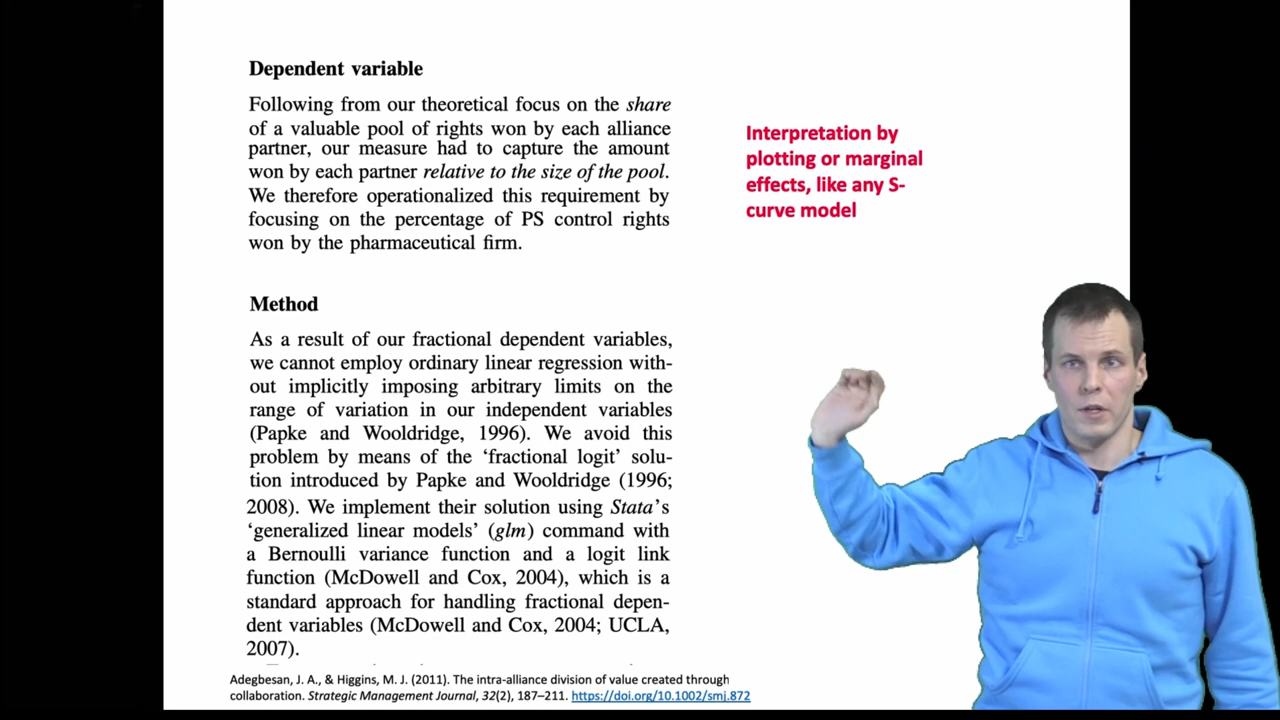 Dependent variable
Following from our theoretical focus on the share
of a valuable pool of rights won by each alliance
partner, our measure had to capture the amount
won by each partner relative to the size of the pool.
We therefore operationalized this requirement by
focusing on the percentage of PS control rights
won by the pharmaceutical firm.
Method
As a result of our fractional dependent variables,
we cannot employ ordinary linear regression with-
out implicitly imposing arbitrary limits on the
range of variation in our independent variables
(Papke and Wooldridge, 1996). We avoid this
problem by means of the ‘fractional logit’ solu-
tion introduced by Papke and Wooldridge (1996;
2008). We implement their solution using Stata’s
‘generalized linear models’ (glm) command with
a Bernoulli variance function and a logit link
function (McDowell and Cox, 2004), which is a
standard approach for handling fractional depen-
dent variables (McDowell and Cox, 2004; UCLA,
2007).
Interpretation by
plotting or marginal
effects, like any S-
curve model
Adegbesan, J. A., & Higgins, M. J. (2011). The intra-alliance division of value created through
collaboration. Strategic Management Journal, 32(2), 187–211. https://doi.org/10.1002/smj.872